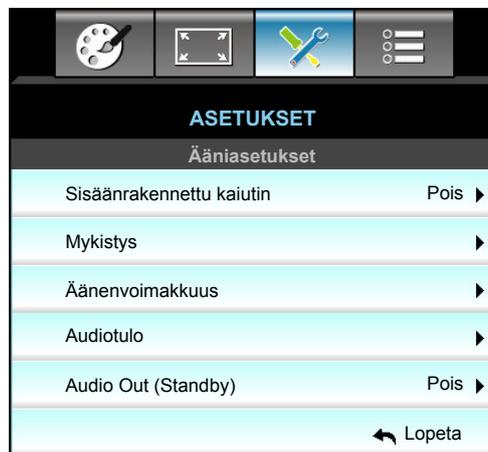 ASETUKSET
Ääniasetukset
Sisäänrakennettu kaiutin Pois
Mykistys
Äänenvoimakkuus
Audiotulo
Audio Out (Standby) Pois
Lopeta